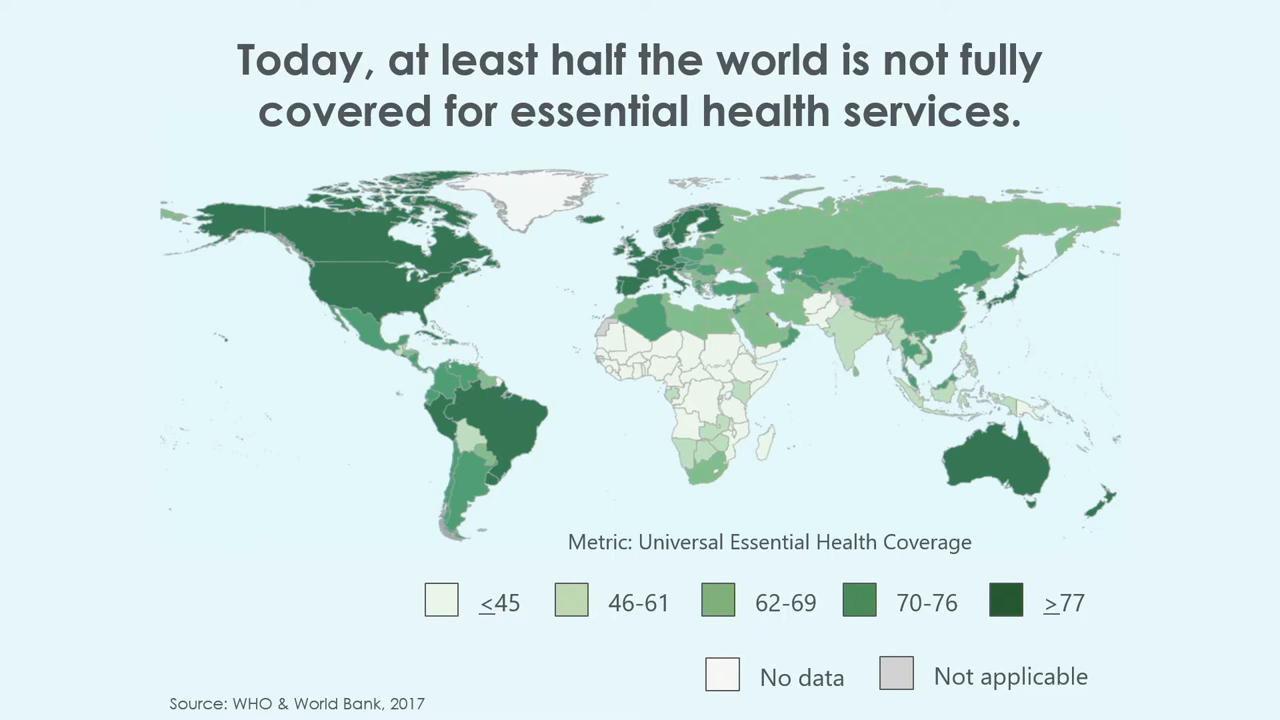 Today, at least half the world is not fully
covered for essential health services.
Metric: Universal Essential Health Coverage
≤45 46-61 62-69 70-76 ≥77
No data Not applicable
Source: WHO & World Bank, 2017